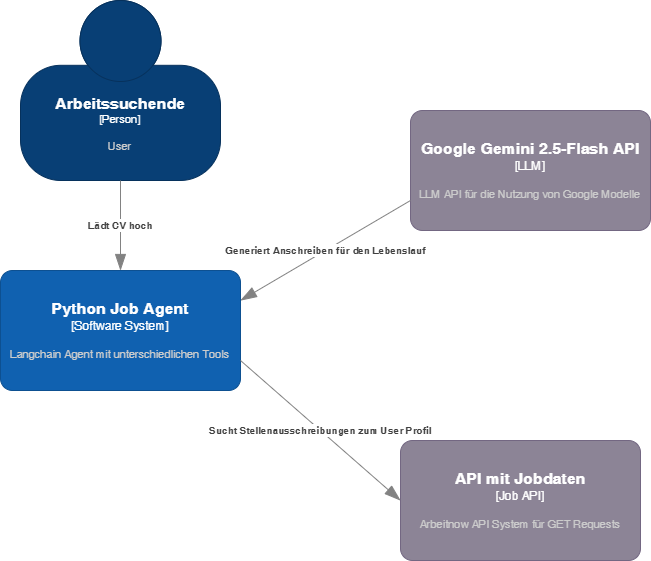 Arbeitssuchende
[Person]
User
Lädt CV hoch
Google Gemini 2.5-Flash API
[LLM]
LLM API für die Nutzung von Google Modelle
Generiert Anschreiben für den Lebenslauf
Python Job Agent
[Software System]
Langchain Agent mit unterschiedlichen Tools
Sucht Stellenausschreibungen zum User Profil
API mit Jobdaten
[Job API]
Arbeitnow API System für GET Requests